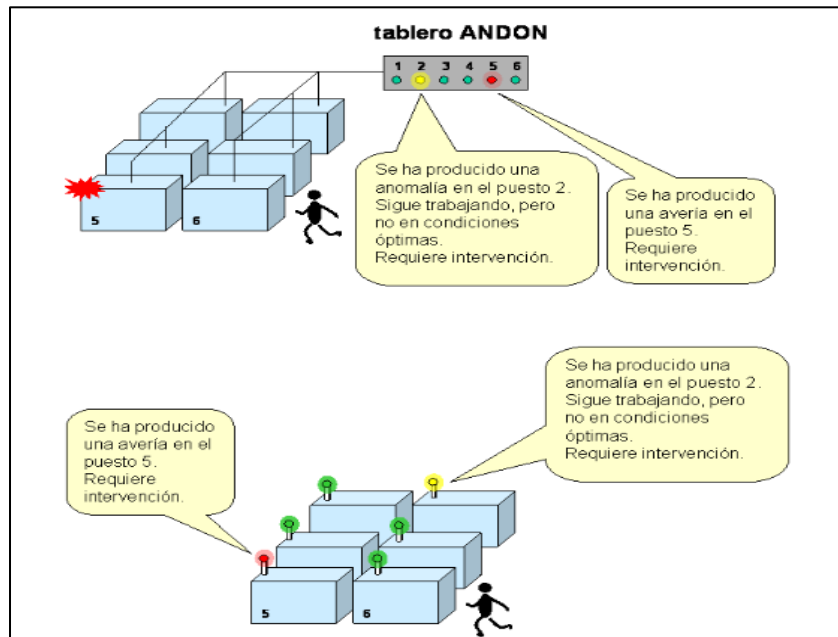 tablero ANDON
1 2 3 4 5 6
Se ha producido una
anomalía en el puesto 2.
Sigue trabajando, pero
no en condiciones
óptimas.
Requiere intervención.
Se ha producido
una avería en el
puesto 5.
Requiere
intervención.
5
6
Se ha producido una
anomalía en el puesto 2.
Sigue trabajando, pero
no en condiciones
óptimas.
Requiere intervención.
Se ha producido
una avería en el
puesto 5.
Requiere
intervención.
5
6